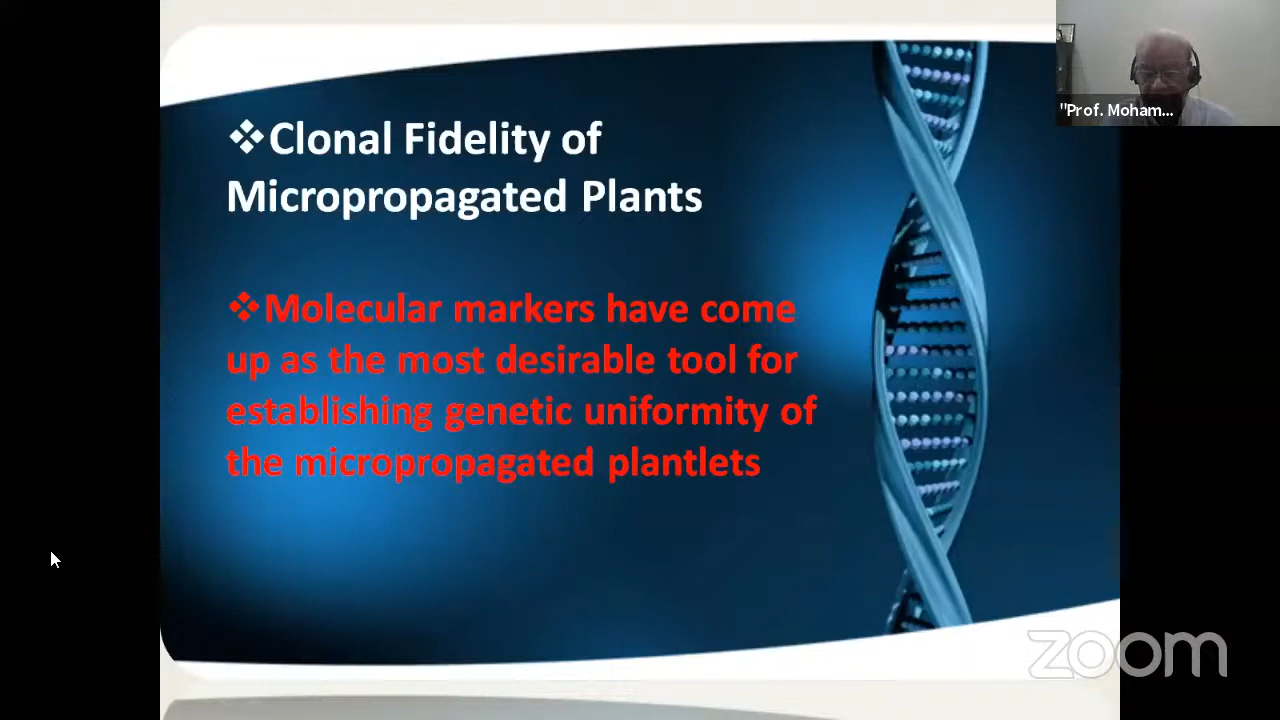 ❖Clonal Fidelity of
Micropropagated Plants
❖Molecular markers have come
up as the most desirable tool for
establishing genetic uniformity of
the micropropagated plantlets
"Prof. Moham...
zoom